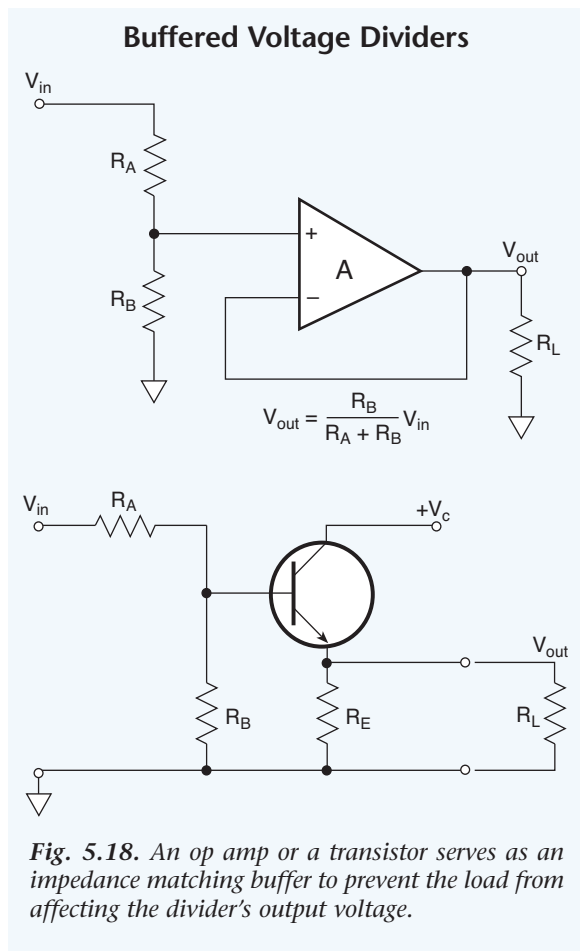 Buffered Voltage Dividers
Vin
RA
RB
+
−
A
Vout
RL
Vout = RB / (RA + RB) Vin
Vin
RA
+Vc
Vout
RB
RE
RL
Fig. 5.18. An op amp or a transistor serves as an
impedance matching buffer to prevent the load from
affecting the divider's output voltage.